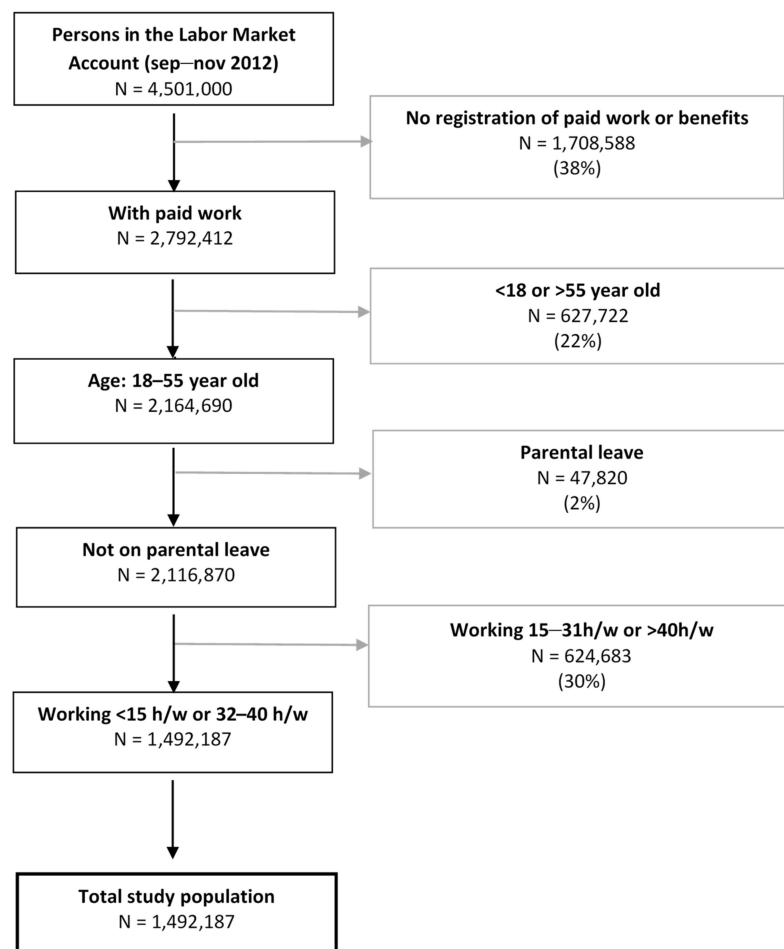 Persons in the Labor Market
Account (sep—nov 2012)
N = 4,501,000
No registration of paid work or benefits
N = 1,708,588
(38%)
With paid work
N = 2,792,412
<18 or >55 year old
N = 627,722
(22%)
Age: 18–55 year old
N = 2,164,690
Parental leave
N = 47,820
(2%)
Not on parental leave
N = 2,116,870
Working 15—31h/w or >40h/w
N = 624,683
(30%)
Working <15 h/w or 32–40 h/w
N = 1,492,187
Total study population
N = 1,492,187